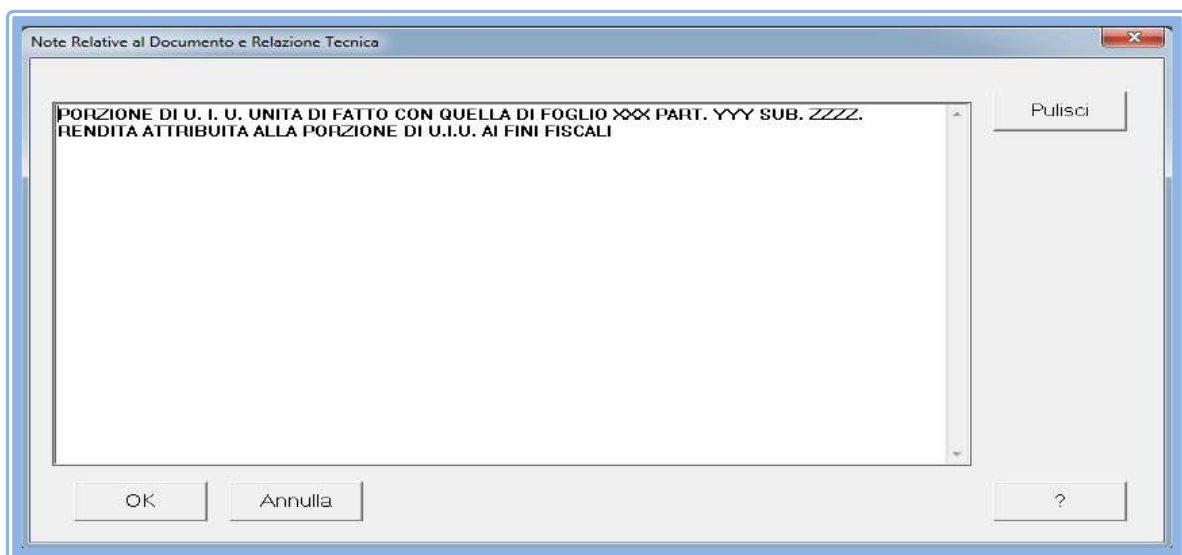 Note Relative al Documento e Relazione Tecnica
PORZIONE DI U. I. U. UNITA DI FATTO CON QUELLA DI FOGLIO XXX PART. YYY SUB. ZZZZ.
RENDITA ATTRIBUITA ALLA PORZIONE DI U.I.U. AI FINI FISCALI
Pulisci
OK
Annulla
?